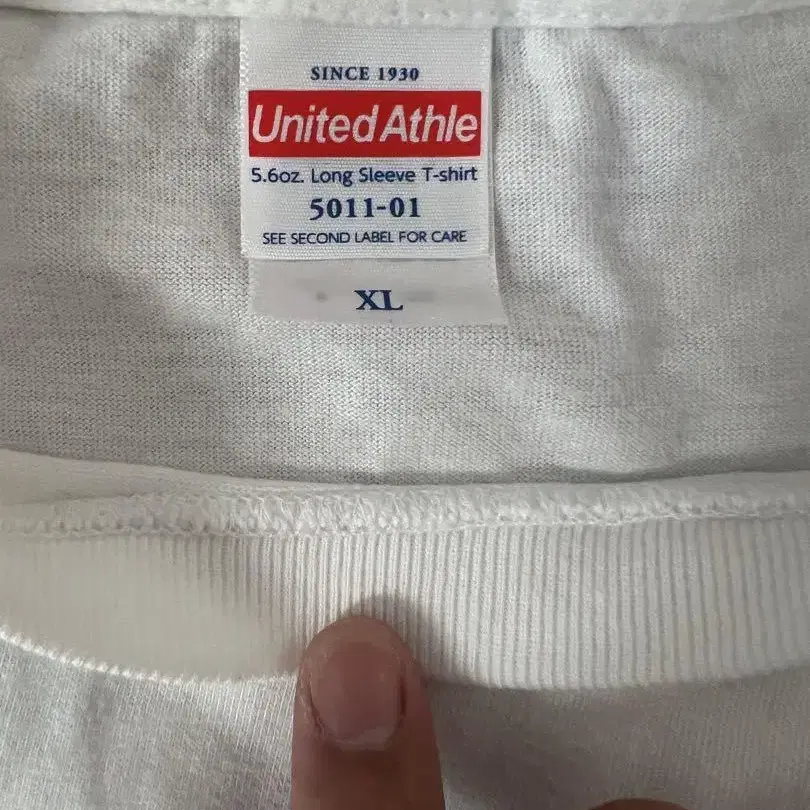 SINCE 1930
United Athle
5.6oz. Long Sleeve T-shirt
5011-01
SEE SECOND LABEL FOR CARE
XL